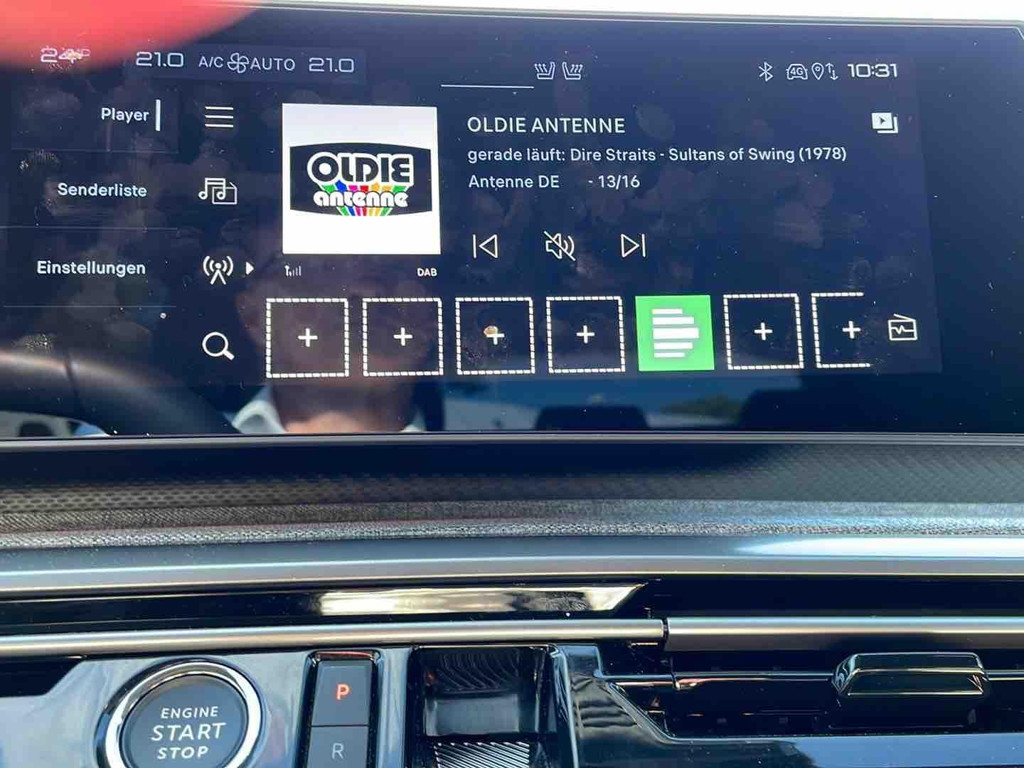 24°C 21.0 A/C AUTO 21.0 4G 10:31
Player
OLDIE ANTENNE
gerade läuft: Dire Straits - Sultans of Swing (1978)
Antenne DE - 13/16
Senderliste
OLDIE
antenne
Einstellungen
DAB
ENGINE
START
STOP
P
R